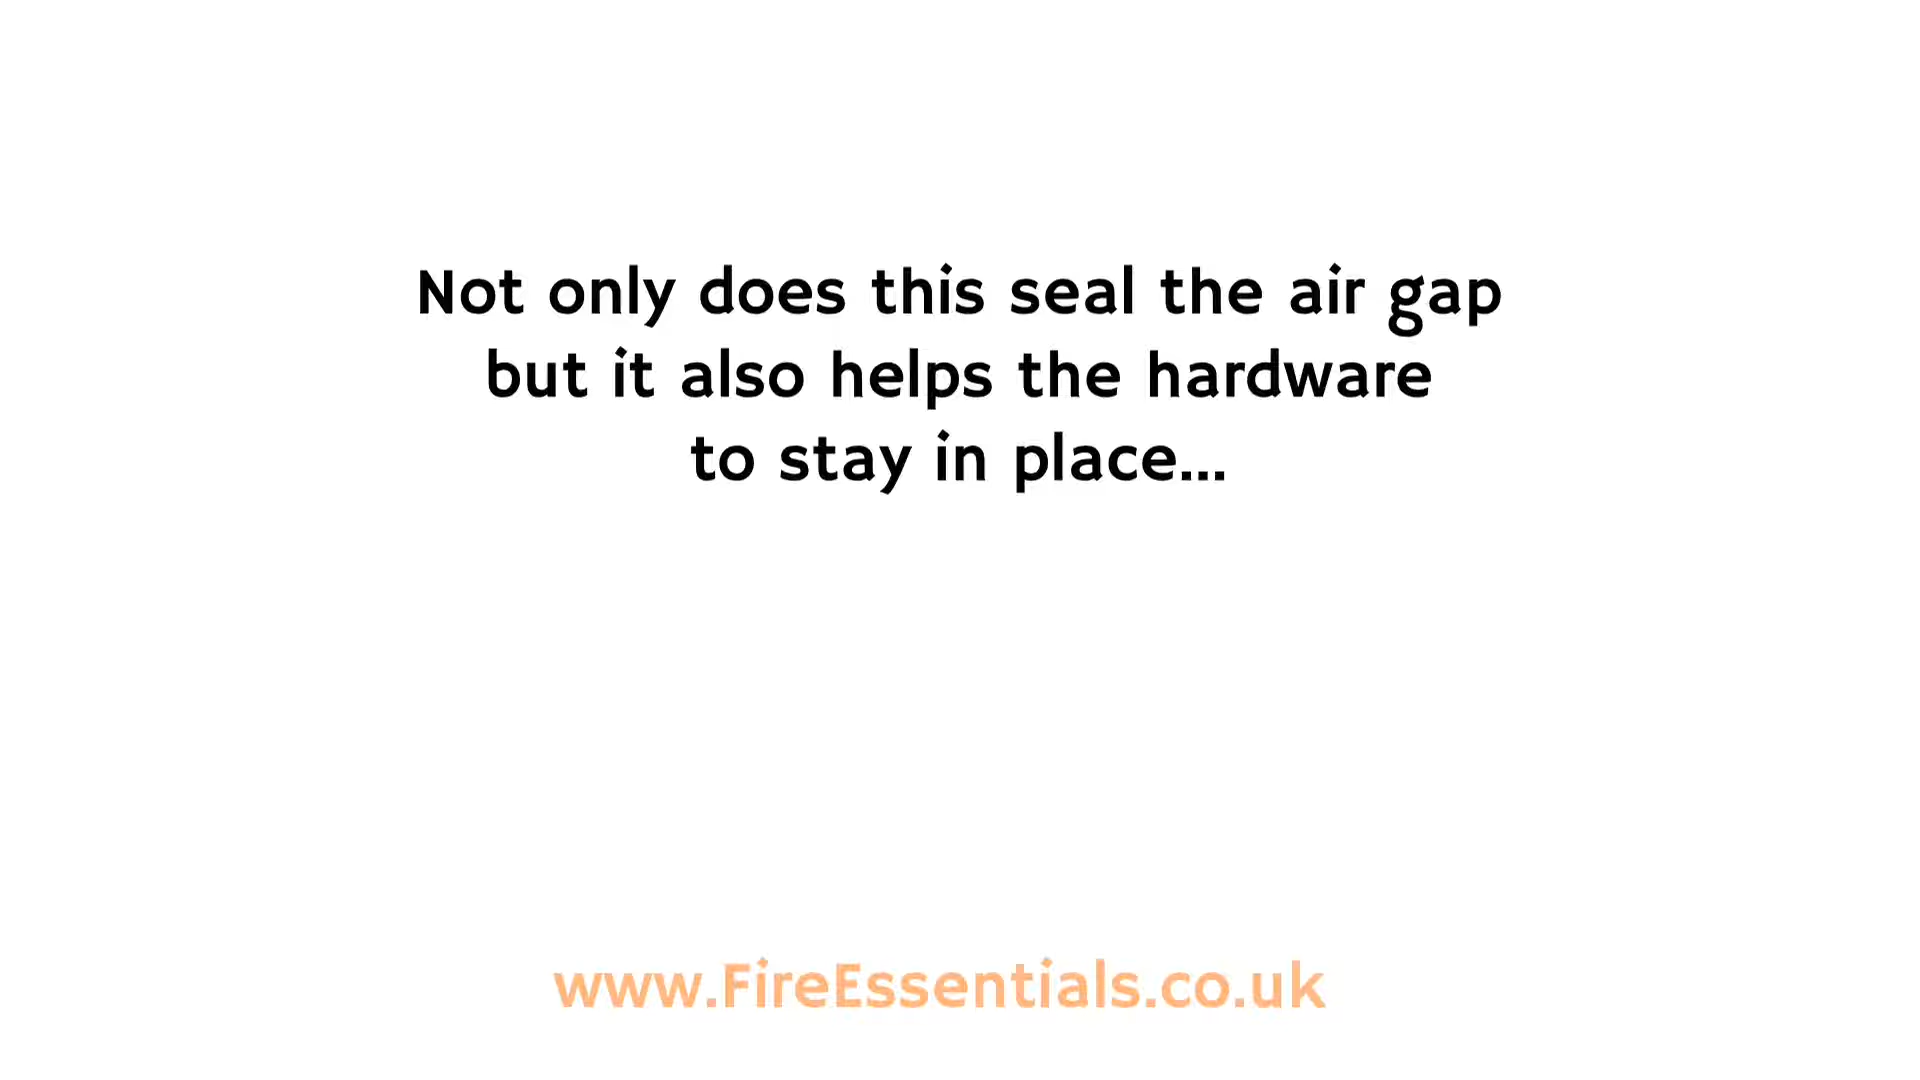 Not only does this seal the air gap
but it also helps the hardware
to stay in place...
www.FireEssentials.co.uk